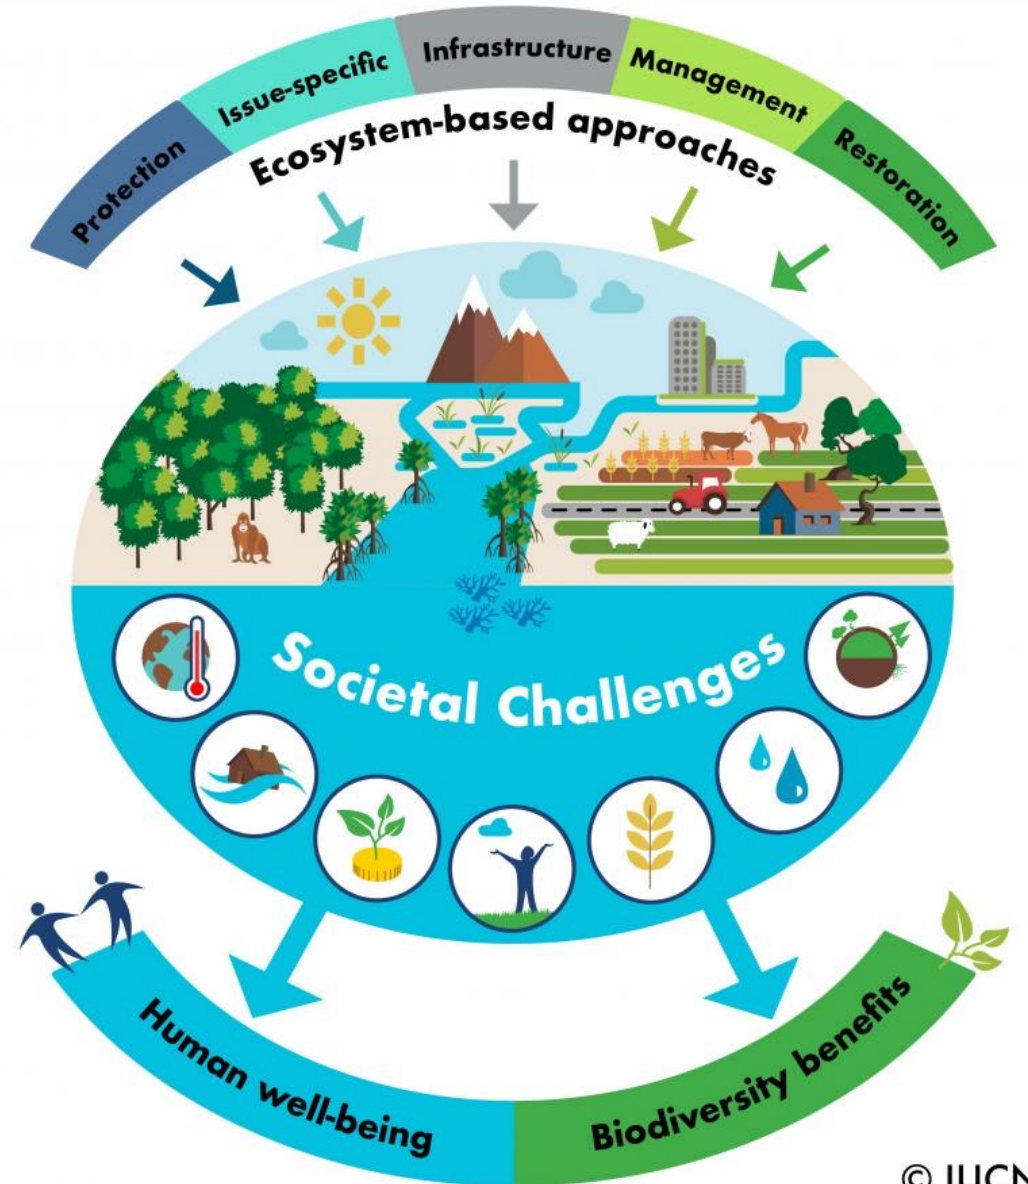 Protection
Issue-specific
Infrastructure
Management
Restoration
Ecosystem-based approaches
Societal Challenges
Human well-being
Biodiversity benefits
© IUCN